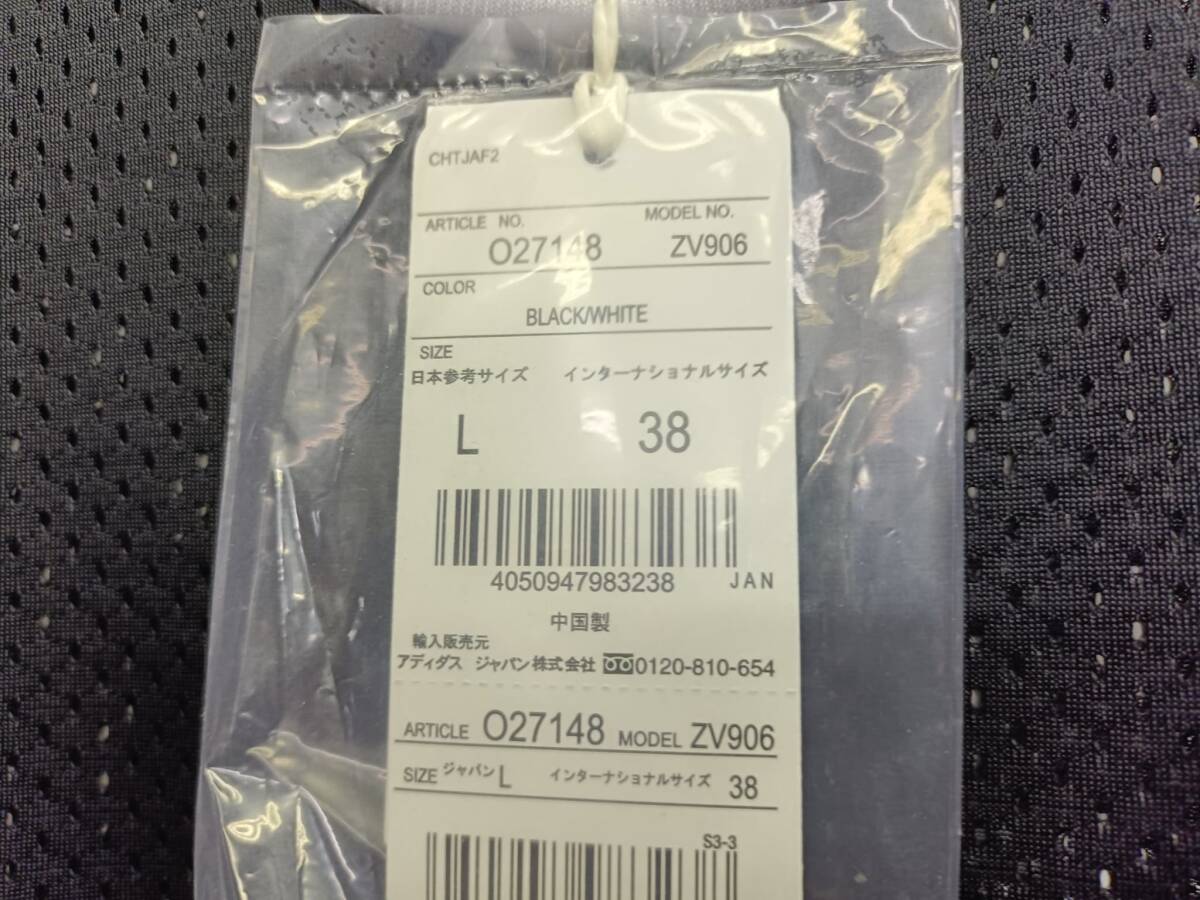 CHTJAF2
ARTICLE NO. MODEL NO.
O27148 ZV906
COLOR
BLACK/WHITE
SIZE
日本参考サイズ インターナショナルサイズ
L 38
4050947983238 JAN
中国製
輸入販売元
アディダス ジャパン株式会社 0120-810-654
ARTICLE O27148 MODEL ZV906
SIZE ジャパン L インターナショナルサイズ 38
S3-3